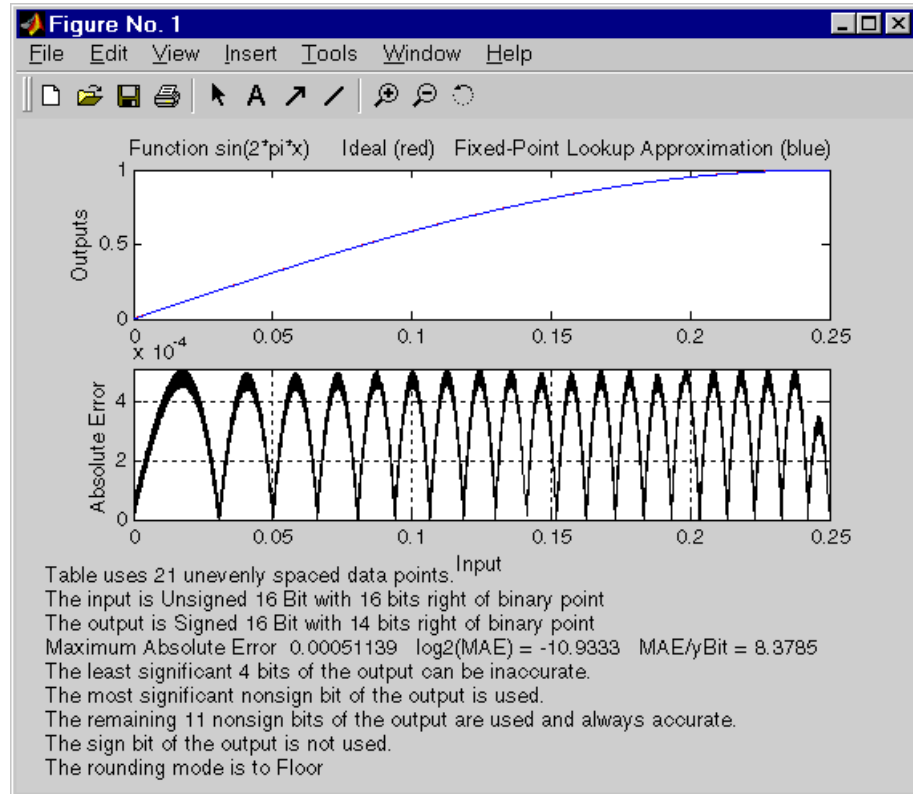 Figure No. 1
File Edit View Insert Tools Window Help
A
Function sin(2*pi*x) Ideal (red) Fixed-Point Lookup Approximation (blue)
1
0.5
0
Outputs
0 0.05 0.1 0.15 0.2 0.25
x 10^-4
4
2
0
Absolute Error
0 0.05 0.1 0.15 0.2 0.25
Input
Table uses 21 unevenly spaced data points.
The input is Unsigned 16 Bit with 16 bits right of binary point
The output is Signed 16 Bit with 14 bits right of binary point
Maximum Absolute Error 0.00051139 log2(MAE) = -10.9333 MAE/yBit = 8.3785
The least significant 4 bits of the output can be inaccurate.
The most significant nonsign bit of the output is used.
The remaining 11 nonsign bits of the output are used and always accurate.
The sign bit of the output is not used.
The rounding mode is to Floor